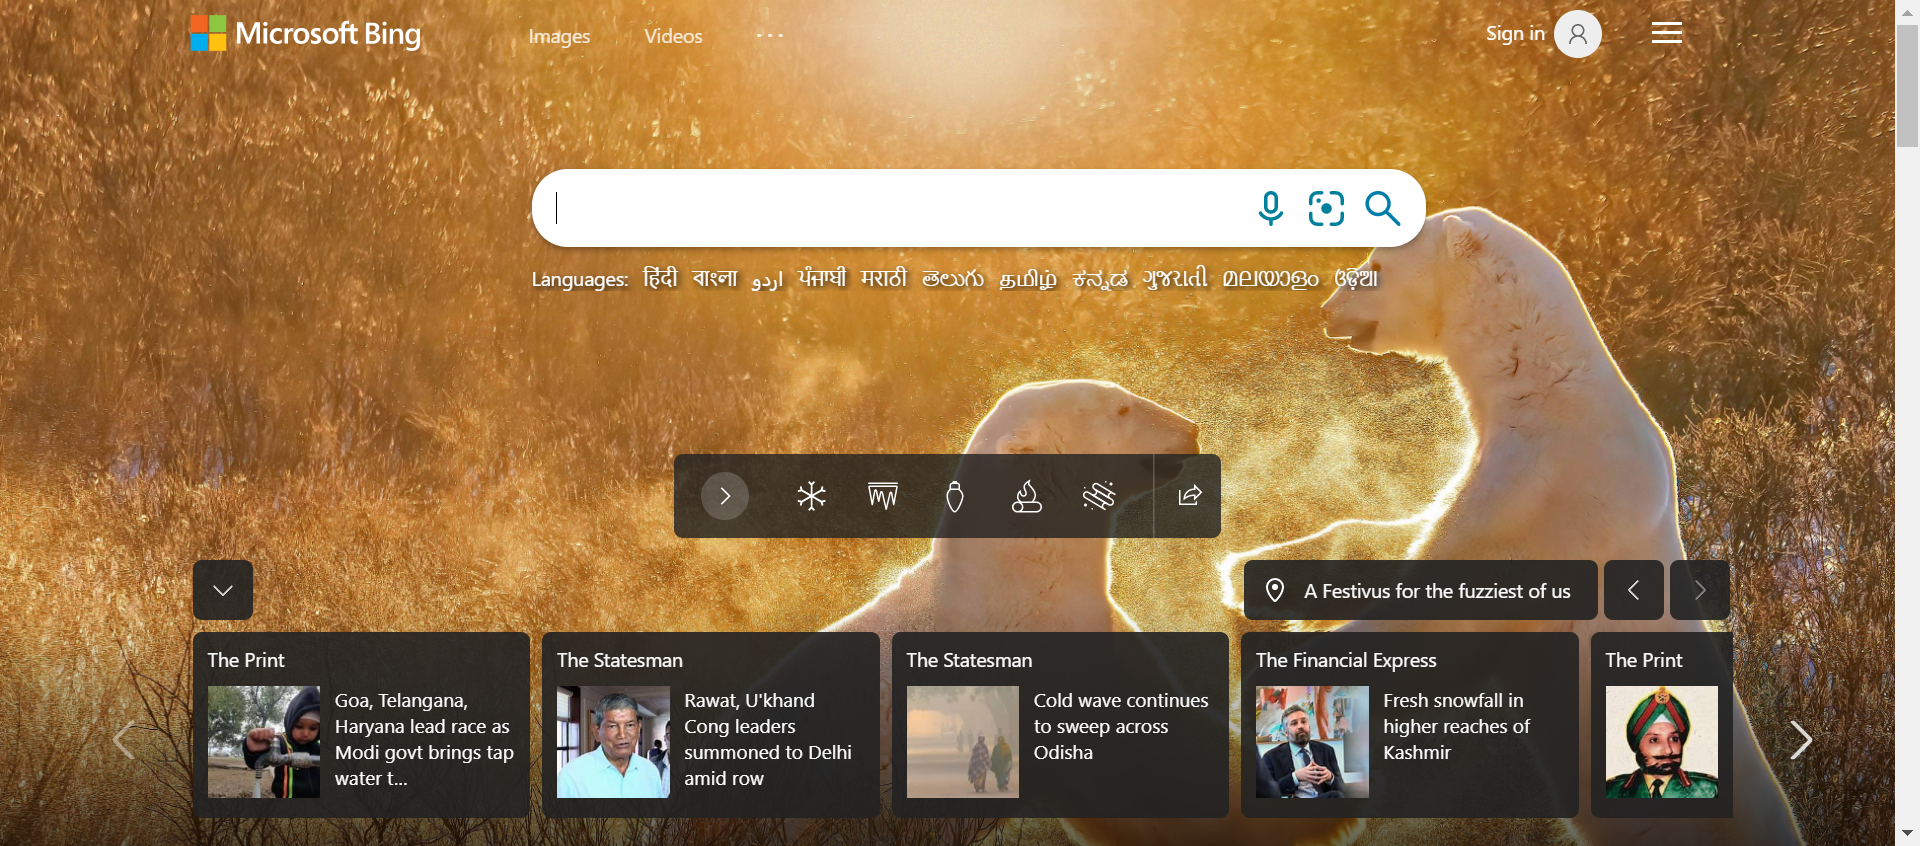 Microsoft Bing
Images
Videos
Sign in
Languages: हिंदी বাংলা اردو ਪੰਜਾਬੀ मराठी తెలుగు தமிழ் ಕನ್ನಡ ગુજરાતી മലയാളം ଓଡ଼ିଆ
A Festivus for the fuzziest of us
The Print
Goa, Telangana,
Haryana lead race as
Modi govt brings tap
water t...
The Statesman
Rawat, U'khand
Cong leaders
summoned to Delhi
amid row
The Statesman
Cold wave continues
to sweep across
Odisha
The Financial Express
Fresh snowfall in
higher reaches of
Kashmir
The Print